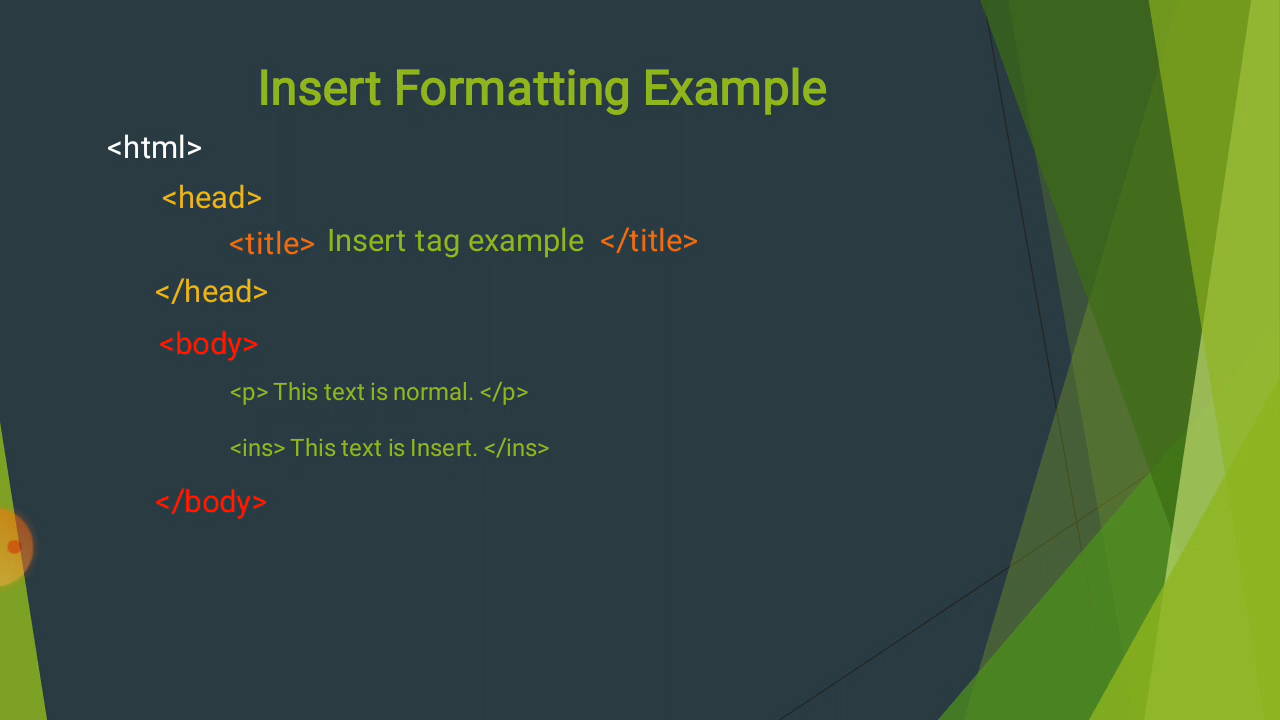 Insert Formatting Example
<html>
<head>
<title> Insert tag example </title>
</head>
<body>
<p> This text is normal. </p>
<ins> This text is Insert. </ins>
</body>